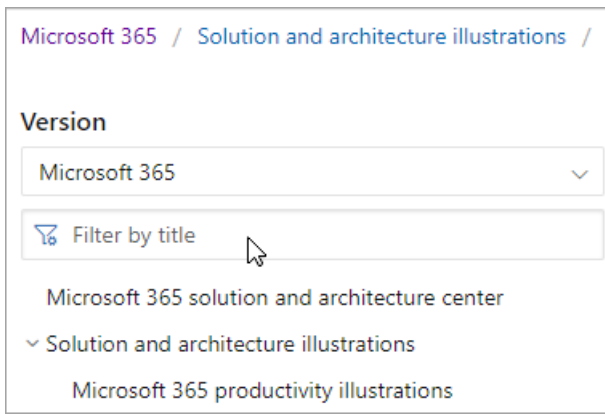 Microsoft 365 / Solution and architecture illustrations /
Version
Microsoft 365
Filter by title
Microsoft 365 solution and architecture center
Solution and architecture illustrations
Microsoft 365 productivity illustrations